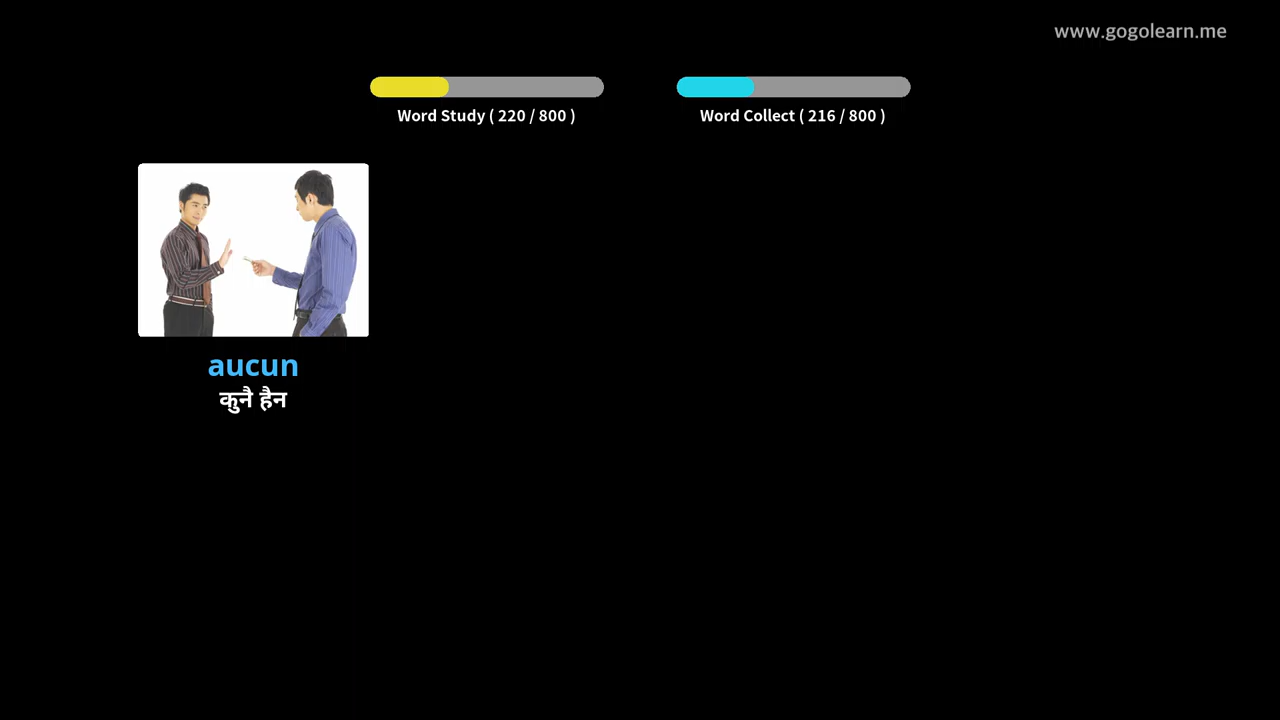 www.gogolearn.me
Word Study ( 220 / 800 )
Word Collect ( 216 / 800 )
aucun
कुनै हैन